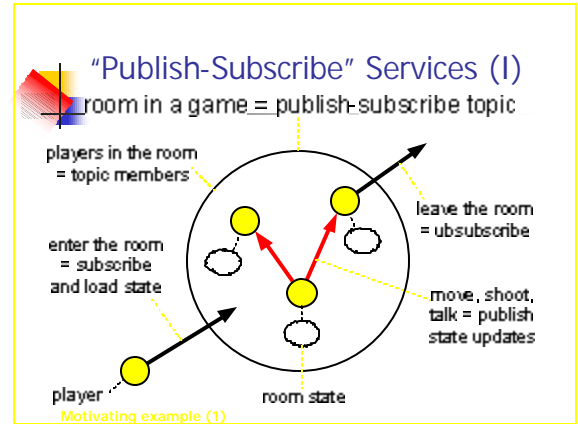 “Publish-Subscribe” Services (I)
room in a game = publish-subscribe topic
players in the room
= topic members
leave the room
= ubsubscribe
enter the room
= subscribe
and load state
move, shoot,
talk = publish
state updates
player
room state
Motivating example (1)